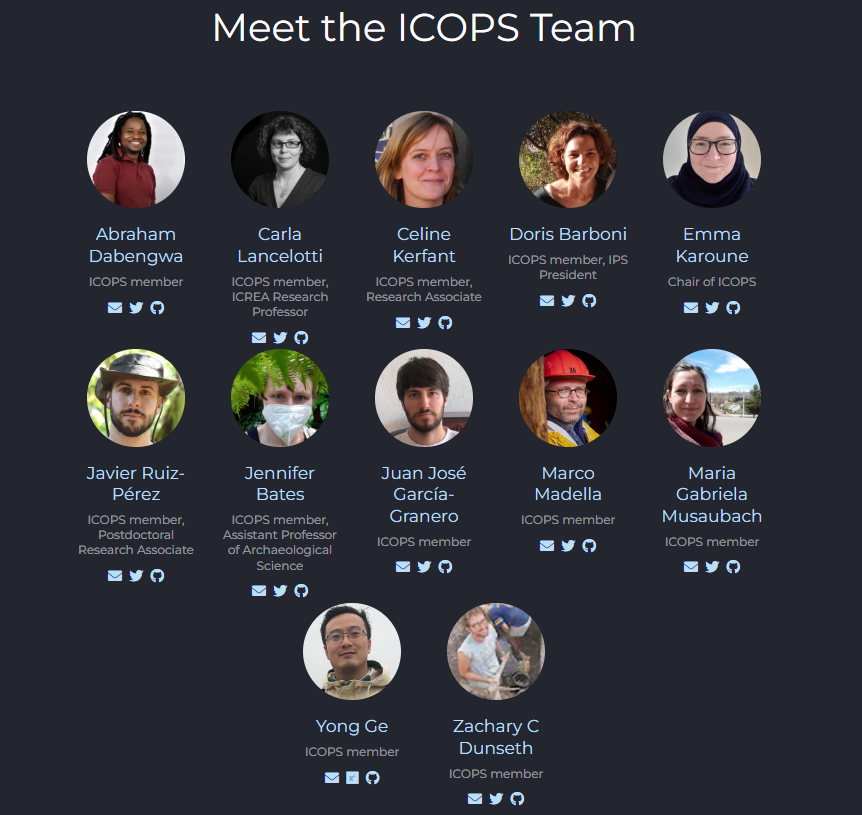 Meet the ICOPS Team
Abraham
Dabengwa
ICOPS member
Carla
Lancelotti
ICOPS member,
ICREA Research
Professor
Celine
Kerfant
ICOPS member,
Research Associate
Doris Barboni
ICOPS member, IPS
President
Emma
Karoune
Chair of ICOPS
Javier Ruiz-
Pérez
ICOPS member,
Postdoctoral
Research Associate
Jennifer
Bates
ICOPS member,
Assistant Professor
of Archaeological
Science
Juan José
García-
Granero
ICOPS member
Marco
Madella
ICOPS member
Maria
Gabriela
Musaubach
ICOPS member
Yong Ge
ICOPS member
Zachary C
Dunseth
ICOPS member